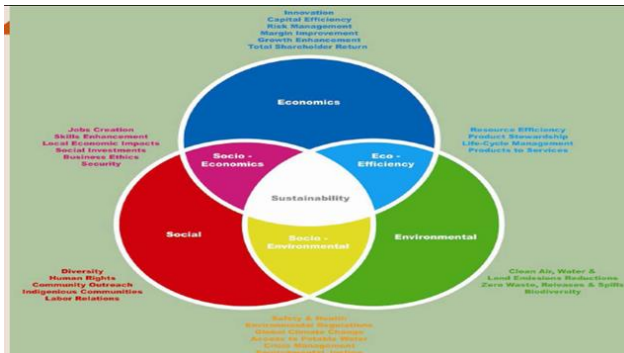 Innovation
Capital Efficiency
Risk Management
Margin Improvement
Growth Enhancement
Total Shareholder Return
Economics
Jobs Creation
Skills Enhancement
Local Economic Impacts
Social Investments
Business Ethics
Security
Resource Efficiency
Product Stewardship
Life-Cycle Management
Products to Services
Socio -
Economics
Eco -
Efficiency
Sustainability
Social
Socio -
Environmental
Environmental
Diversity
Human Rights
Community Outreach
Indigenous Communities
Labor Relations
Clean Air, Water &
Land Emissions Reductions
Zero Waste, Releases & Spills
Biodiversity
Safety & Health
Environmental Regulations
Global Climate Change
Access to Potable Water
Crisis Management